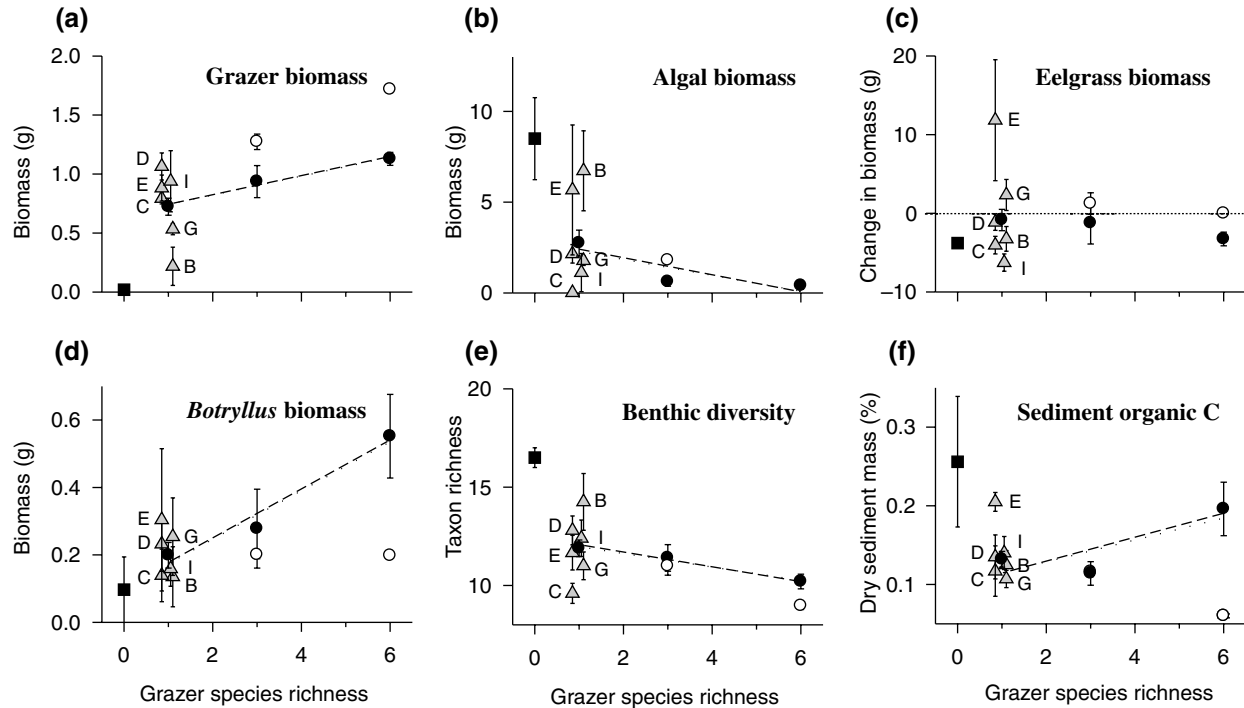 (a)
Grazer biomass
Biomass (g)
2.0
1.5
1.0
0.5
0.0
D
E
C
I
G
B
(b)
Algal biomass
Biomass (g)
10
5
0
E
B
D
G
C
I
(c)
Eelgrass biomass
Change in biomass (g)
20
10
0
–10
E
G
D
B
C
I
(d)
Botryllus biomass
Biomass (g)
0.6
0.4
0.2
0.0
E
G
D
I
C
B
0 2 4 6
Grazer species richness
(e)
Benthic diversity
Taxon richness
20
15
10
B
D
I
E
G
C
0 2 4 6
Grazer species richness
(f)
Sediment organic C
Dry sediment mass (%)
0.3
0.2
0.1
E
I
D
B
C
G
0 2 4 6
Grazer species richness